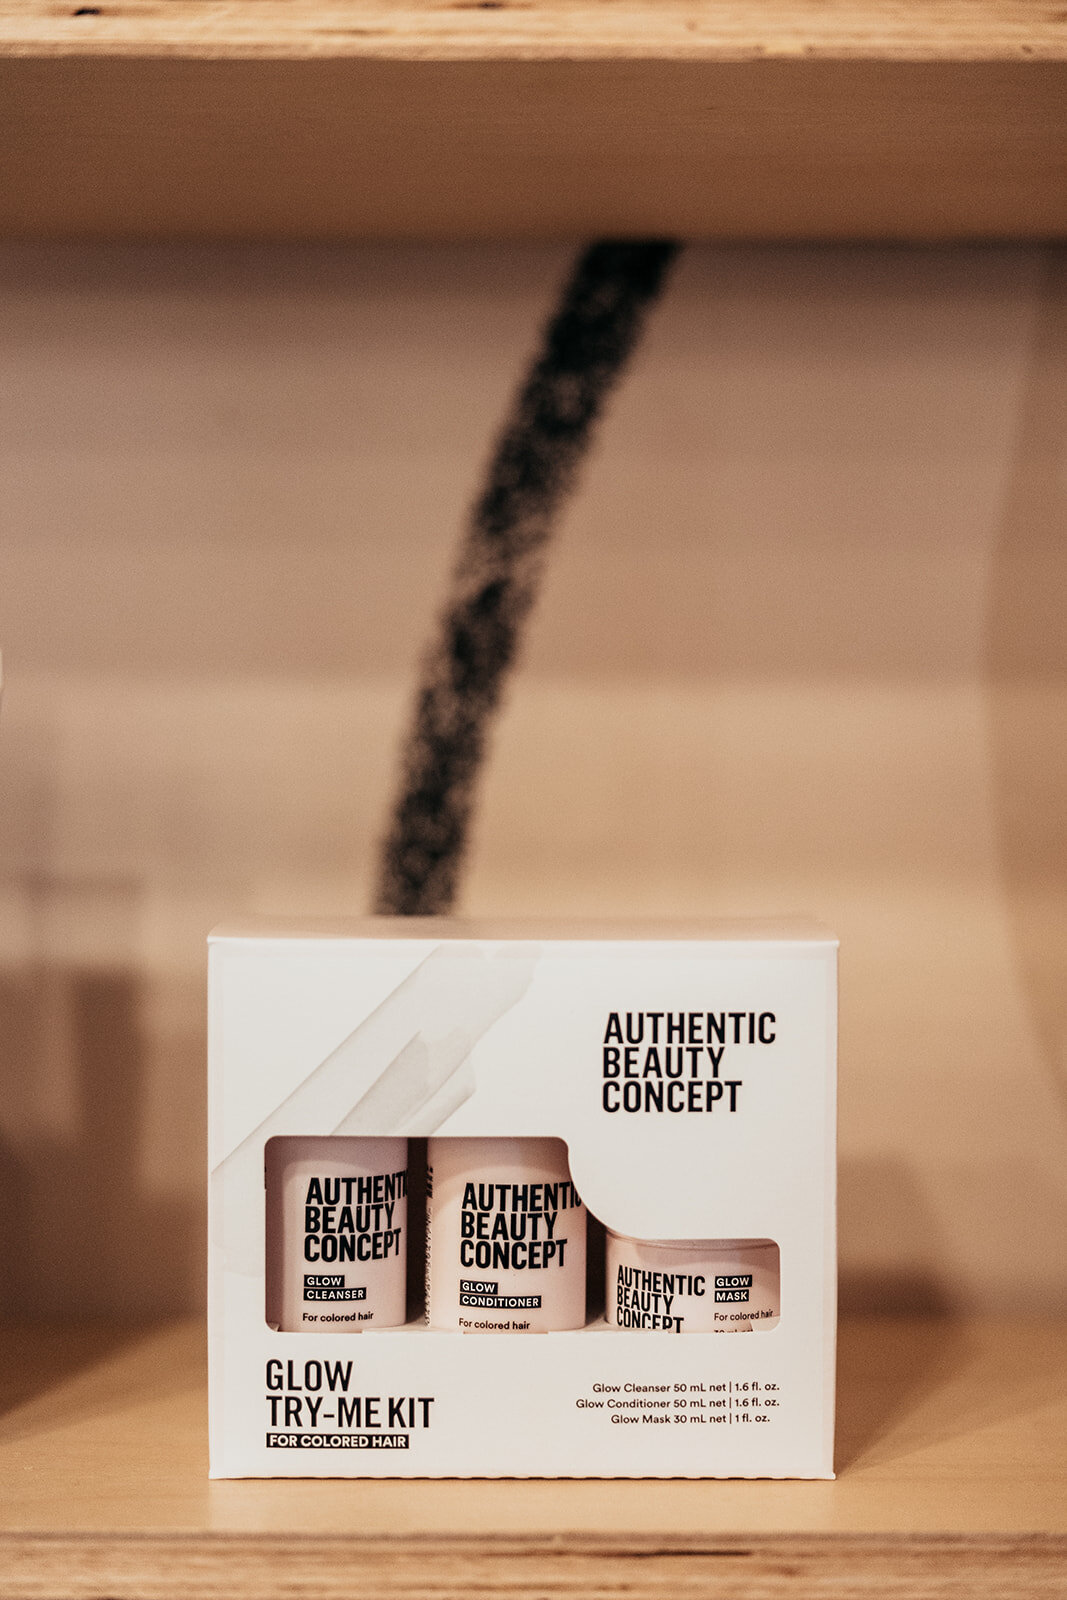 AUTHENTIC
BEAUTY
CONCEPT
AUTHENTIC
BEAUTY
CONCEPT
GLOW
CLEANSER
For colored hair
AUTHENTIC
BEAUTY
CONCEPT
GLOW
CONDITIONER
For colored hair
AUTHENTIC
BEAUTY
CONCEPT
GLOW
MASK
For colored hair
GLOW
TRY-ME KIT
FOR COLORED HAIR
Glow Cleanser 50 mL net | 1.6 fl. oz.
Glow Conditioner 50 mL net | 1.6 fl. oz.
Glow Mask 30 mL net | 1 fl. oz.